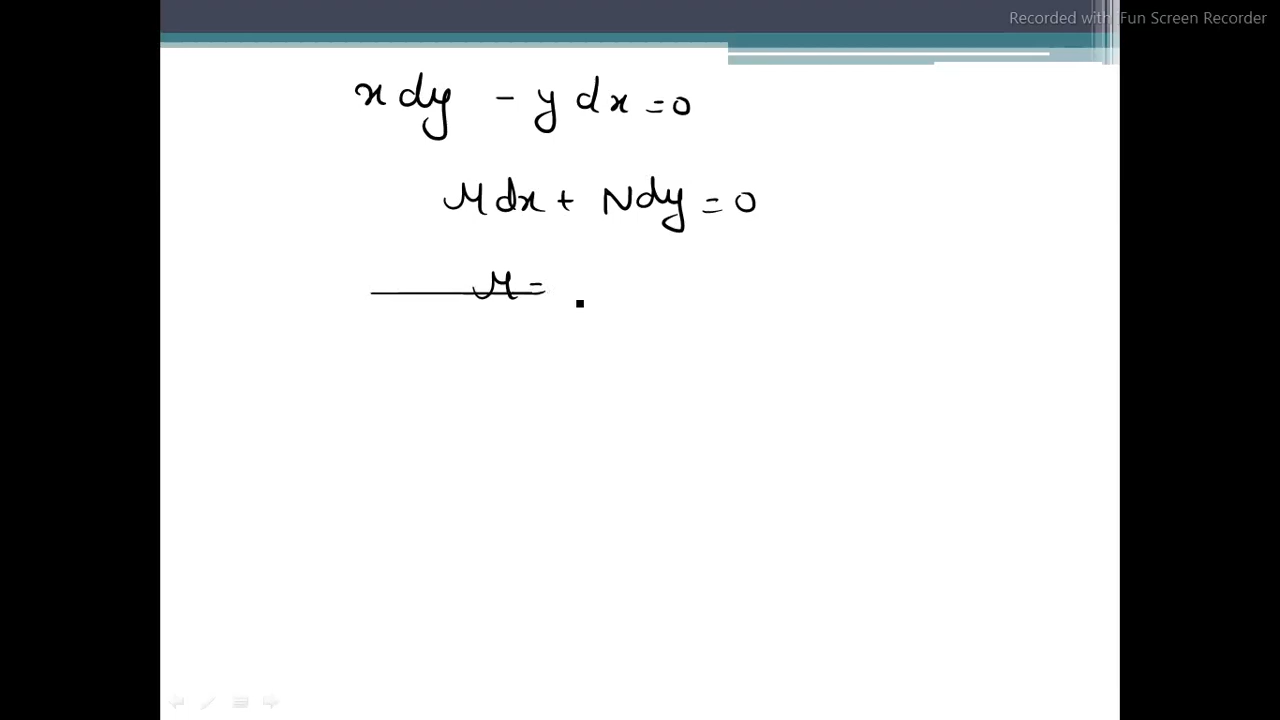 Recorded with Fun Screen Recorder
x dy - y dx = 0
M dx + N dy = 0
M =